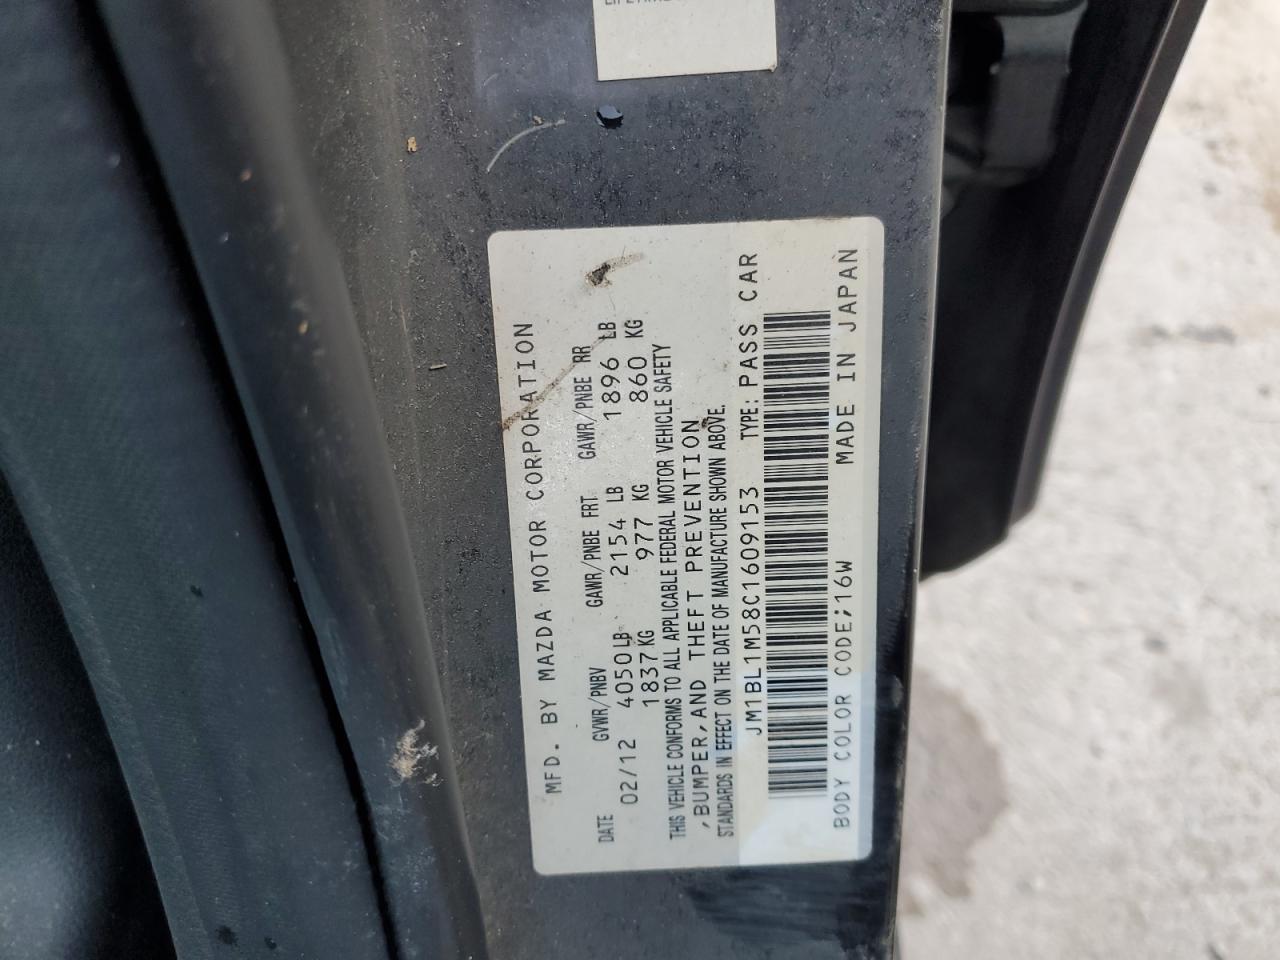 MFD. BY MAZDA MOTOR CORPORATION
DATE GVWR/PNBV GAWR/PNBE FRT GAWR/PNBE RR
02/12 4050LB 2154 LB 1896 LB
1837KG 977 KG 860 KG
THIS VEHICLE CONFORMS TO ALL APPLICABLE FEDERAL MOTOR VEHICLE SAFETY
,BUMPER,AND THEFT PREVENTION
STANDARDS IN EFFECT ON THE DATE OF MANUFACTURE SHOWN ABOVE.
JM1BL1M58C1609153 TYPE: PASS CAR
BODY COLOR CODE;16W MADE IN JAPAN